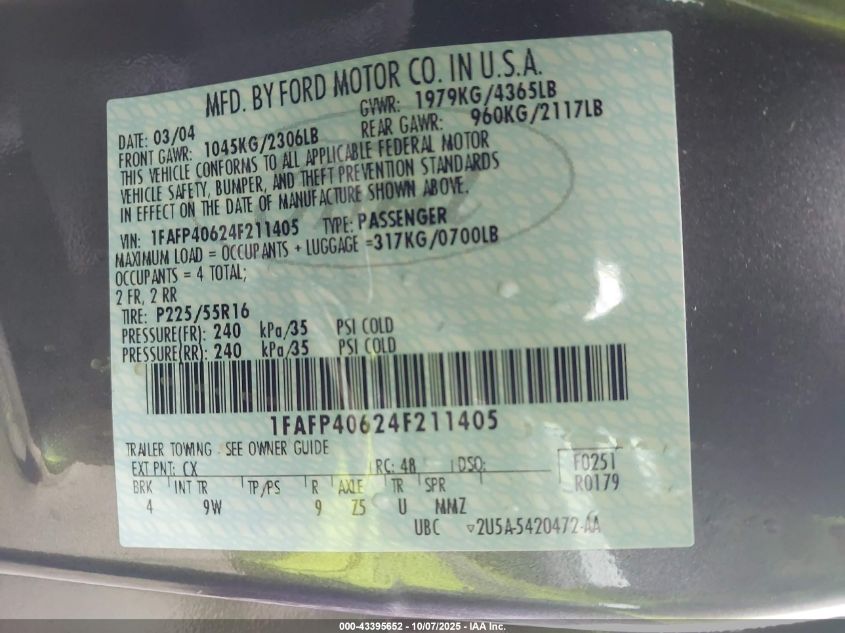 MFD. BY FORD MOTOR CO. IN U.S.A.
DATE: 03/04 GVWR: 1979KG/4365LB
FRONT GAWR: 1045KG/2306LB REAR GAWR: 960KG/2117LB
THIS VEHICLE CONFORMS TO ALL APPLICABLE FEDERAL MOTOR
VEHICLE SAFETY, BUMPER, AND THEFT PREVENTION STANDARDS
IN EFFECT ON THE DATE OF MANUFACTURE SHOWN ABOVE.
VIN: 1FAFP40624F211405 TYPE: PASSENGER
MAXIMUM LOAD = OCCUPANTS + LUGGAGE =317KG/0700LB
OCCUPANTS = 4 TOTAL;
2 FR, 2 RR
TIRE: P225/55R16
PRESSURE(FR): 240 kPa/35 PSI COLD
PRESSURE(RR): 240 kPa/35 PSI COLD
1FAFP40624F211405
TRAILER TOWING - SEE OWNER GUIDE
EXT PNT: CX RC: 48 DSO: F0251
BRK INT TR TP/PS R AXLE TR SPR R0179
4 9W 9 Z5 U MMZ
UBC ▿2U5A-5420472-AA
000-43395652 - 10/07/2025 - IAA Inc.